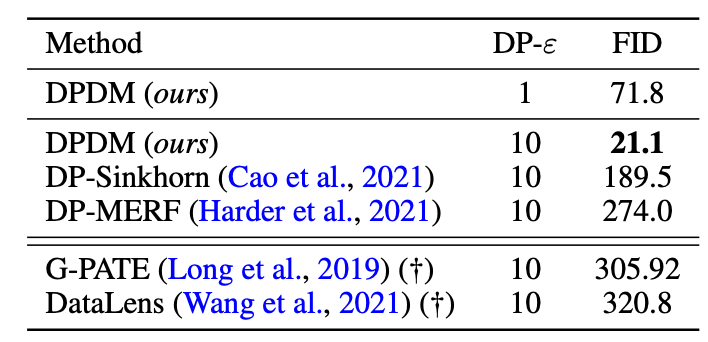 Method DP-ε FID
DPDM (ours) 1 71.8
DPDM (ours) 10 21.1
DP-Sinkhorn (Cao et al., 2021) 10 189.5
DP-MERF (Harder et al., 2021) 10 274.0
G-PATE (Long et al., 2019) (†) 10 305.92
DataLens (Wang et al., 2021) (†) 10 320.8